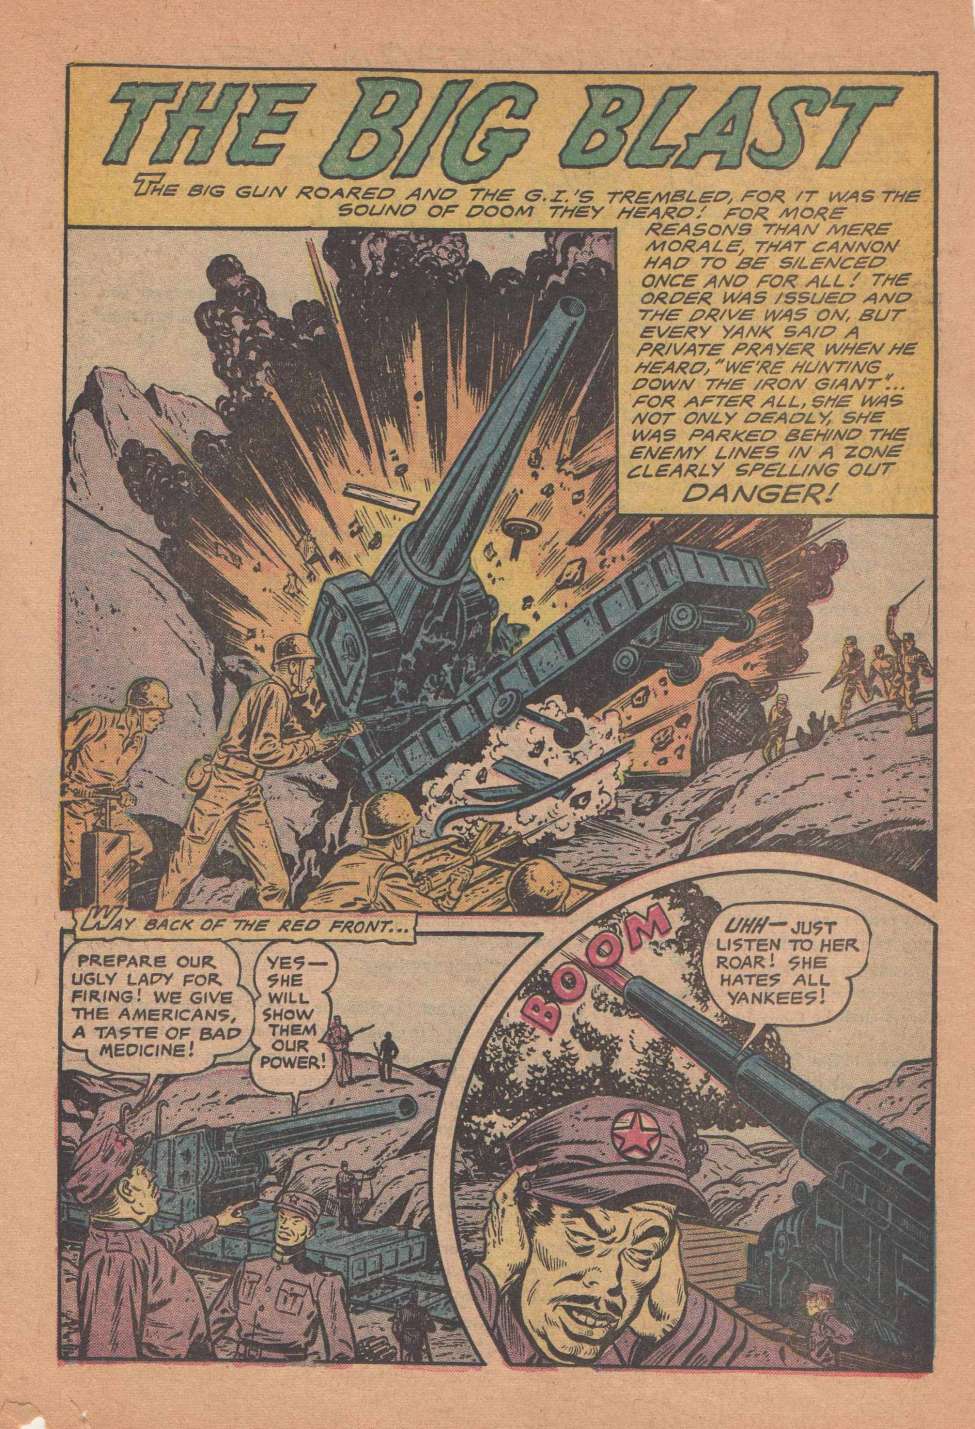 THE BIG BLAST
THE BIG GUN ROARED AND THE G.I.'S TREMBLED, FOR IT WAS THE
SOUND OF DOOM THEY HEARD! FOR MORE
REASONS THAN MERE
MORALE, THAT CANNON
HAD TO BE SILENCED
ONCE AND FOR ALL! THE
ORDER WAS ISSUED AND
THE DRIVE WAS ON, BUT
EVERY YANK SAID A
PRIVATE PRAYER WHEN HE
HEARD, "WE'RE HUNTING
DOWN THE IRON GIANT"...
FOR AFTER ALL, SHE WAS
NOT ONLY DEADLY, SHE
WAS PARKED BEHIND THE
ENEMY LINES IN A ZONE
CLEARLY SPELLING OUT
DANGER!
WAY BACK OF THE RED FRONT...
PREPARE OUR
UGLY LADY FOR
FIRING! WE GIVE
THE AMERICANS,
A TASTE OF BAD
MEDICINE!
YES—
SHE
WILL
SHOW
THEM
OUR
POWER!
BOOM
UHH— JUST
LISTEN TO HER
ROAR! SHE
HATES ALL
YANKEES!